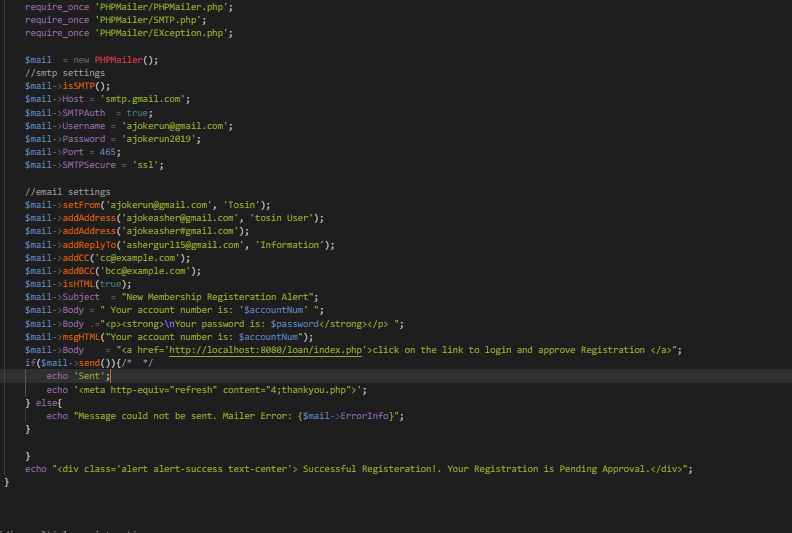 require_once 'PHPMailer/PHPMailer.php';
require_once 'PHPMailer/SMTP.php';
require_once 'PHPMailer/EXception.php';
$mail  = new PHPMailer();
//smtp settings
$mail->isSMTP();
$mail->Host = 'smtp.gmail.com';
$mail->SMTPAuth  = true;
$mail->Username = 'ajokerun@gmail.com';
$mail->Password = 'ajokerun2019';
$mail->Port = 465;
$mail->SMTPSecure = 'ssl';
//email settings
$mail->setFrom('ajokerun@gmail.com', 'Tosin');
$mail->addAddress('ajokeasher@gmail.com', 'tosin User');
$mail->addAddress('ajokeasher#gmail.com');
$mail->addReplyTo('ashergurl15@gmail.com', 'Information');
$mail->addCC('cc@example.com');
$mail->addBCC('bcc@example.com');
$mail->isHTML(true);
$mail->Subject  = "New Membership Registeration Alert";
$mail->Body = " Your account number is: '$accountNum' ";
$mail->Body .="<p><strong>\nYour password is: $password</strong></p> ";
$mail->msgHTML("Your account number is: $accountNum");
$mail->Body    = "<a href='http://localhost:8080/loan/index.php'>click on the link to login and approve Registration </a>";
if($mail->send()){/*  */
echo 'Sent';
echo '<meta http-equiv="refresh" content="4;thankyou.php">';
} else{
echo "Message could not be sent. Mailer Error: {$mail->ErrorInfo}";
}
}
echo "<div class='alert alert-success text-center'> Successful Registeration!. Your Registration is Pending Approval.</div>";
}